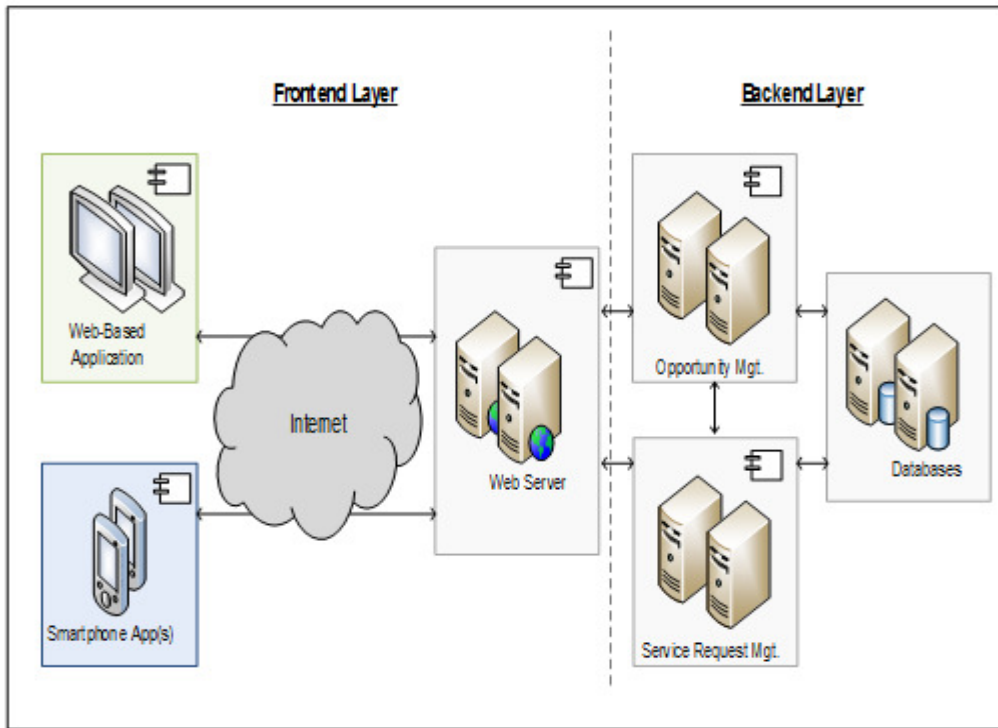 Frontend Layer
Backend Layer
Web-Based
Application
Internet
Smartphone App(s)
Web Server
Opportunity Mgt.
Service Request Mgt.
Databases